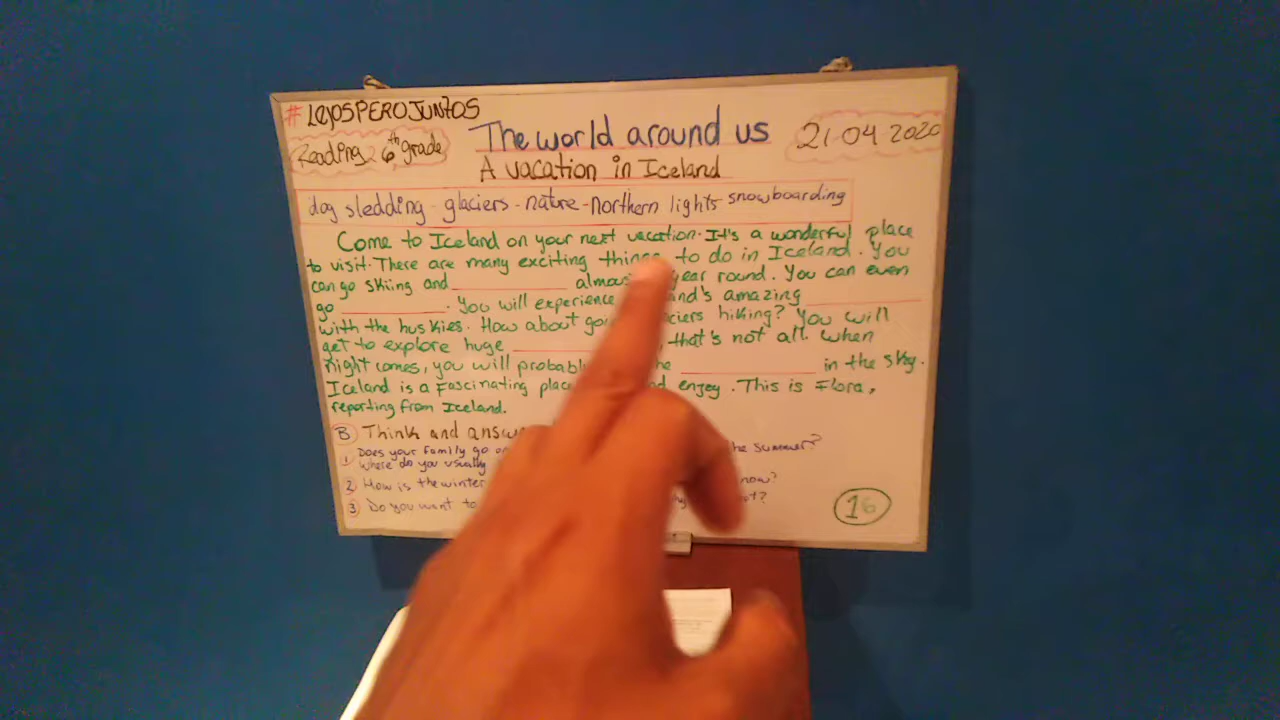 #LejOSPEROJUNtOS
Reading 6th grade
The world around us
21-04-2020
A vacation in Iceland
dog sledding - glaciers - nature - northern lights snowboarding
Come to Iceland on your next vacation. It's a wonderful place
to visit. There are many exciting things to do in Iceland. You
can go skiing and __________ year round. You can even
go __________. You will experience amazing __________
with the huskies. How about hiking? You will
get to explore huge __________, that's not all. When
night comes, you will __________ in the sky.
Iceland is a fascinating enjoy. This is Flora,
reporting from Iceland.
B Think and
1 Does your family go summer?
Where do you usually
2 How is the winter
3 Do you want to
16